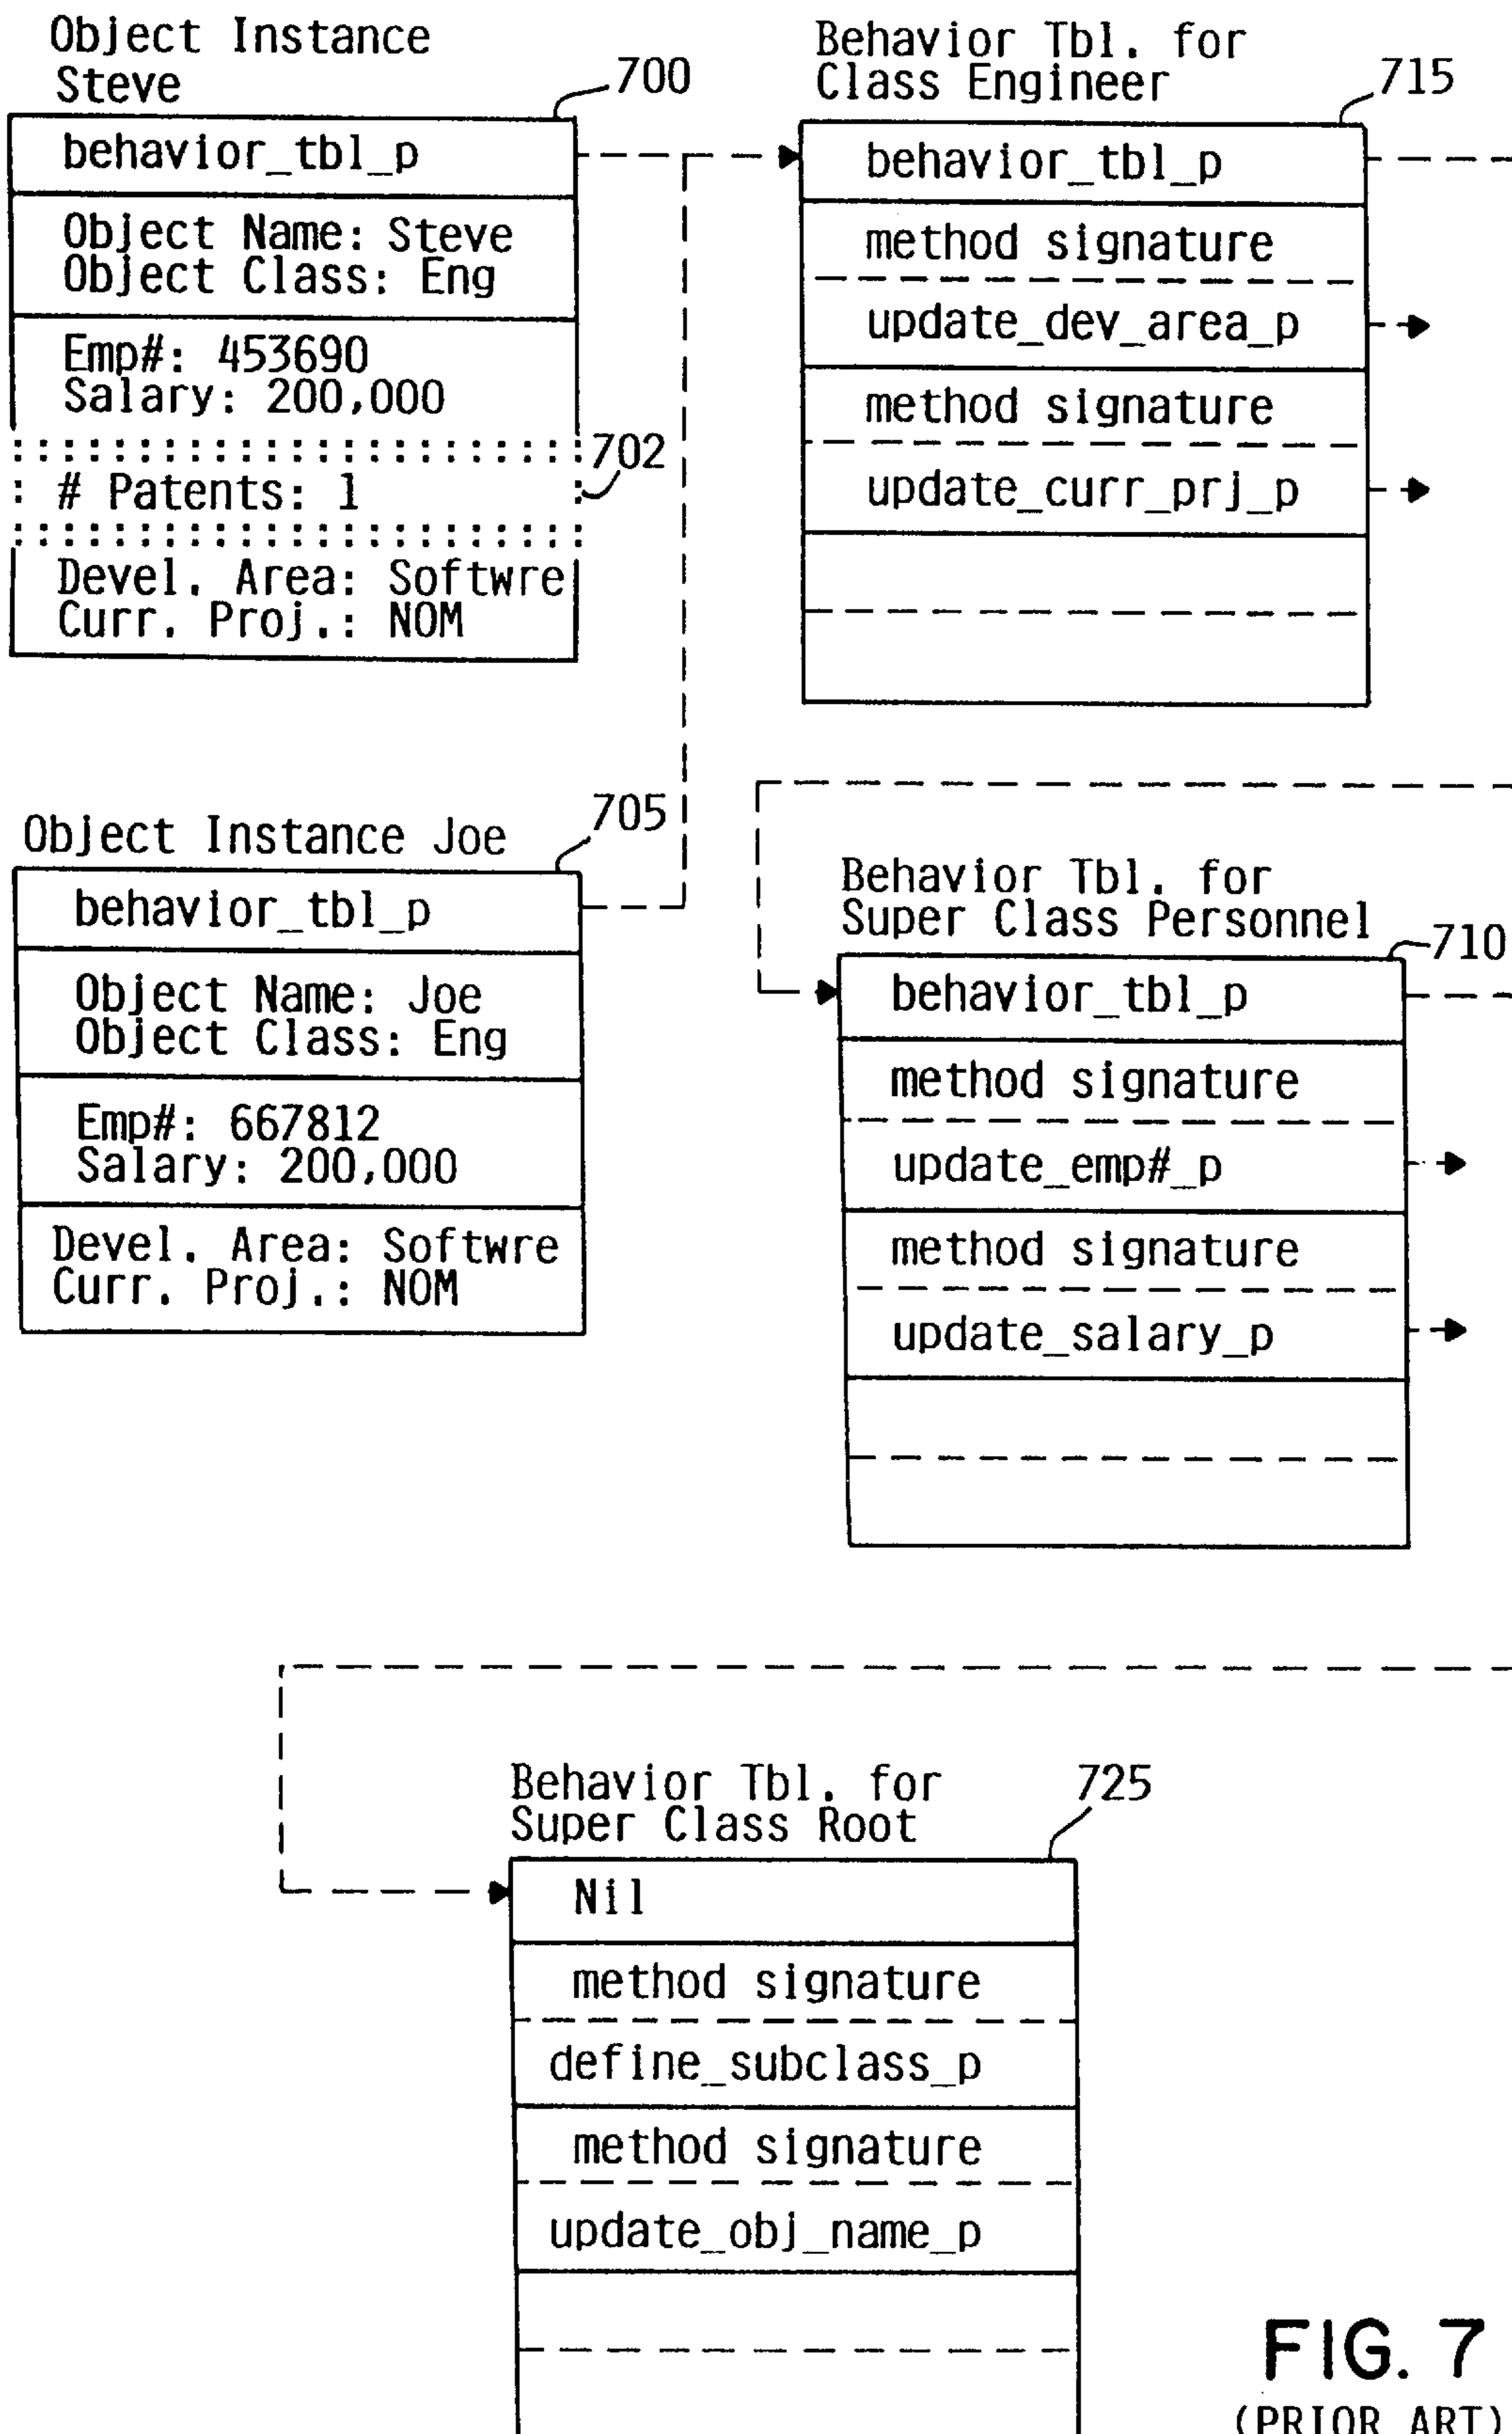 Object Instance
Steve
700
behavior_tbl_p
Object Name: Steve
Object Class: Eng
Emp#: 453690
Salary: 200,000
702
# Patents: 1
Devel. Area: Softwre
Curr. Proj.: NOM
Behavior Tbl. for
Class Engineer
715
behavior_tbl_p
method signature
update_dev_area_p
method signature
update_curr_prj_p
Object Instance Joe
705
behavior_tbl_p
Object Name: Joe
Object Class: Eng
Emp#: 667812
Salary: 200,000
Devel. Area: Softwre
Curr. Proj.: NOM
Behavior Tbl. for
Super Class Personnel
710
behavior_tbl_p
method signature
update_emp#_p
method signature
update_salary_p
Behavior Tbl. for
Super Class Root
725
Nil
method signature
define_subclass_p
method signature
update_obj_name_p
FIG. 7
(PRIOR ART)